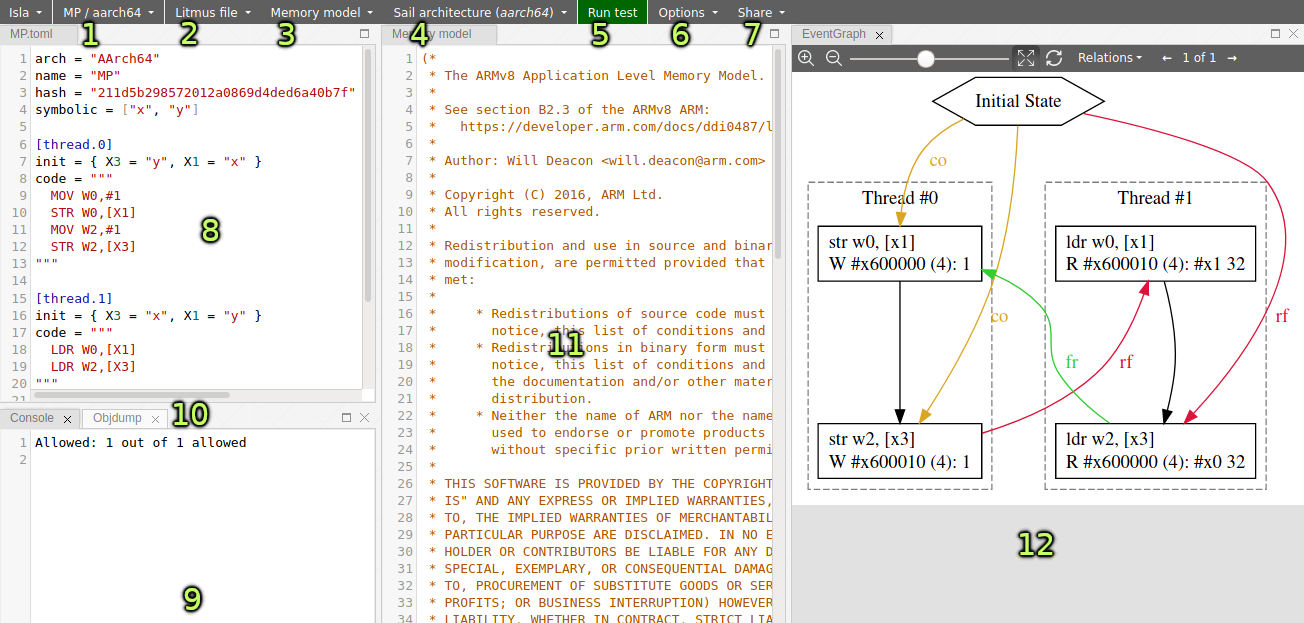 Isla MP / aarch64 Litmus file Memory model Sail architecture (aarch64) Run test Options Share
1 2 3 4 5 6 7
MP.toml
1 arch = "AArch64"
2 name = "MP"
3 hash = "211d5b298572012a0869d4ded6a40b7f"
4 symbolic = ["x", "y"]
5
6 [thread.0]
7 init = { X3 = "y", X1 = "x" }
8 code = """
9 MOV W0,#1
10 STR W0,[X1]
11 MOV W2,#1
12 STR W2,[X3]
13 """
14
15 [thread.1]
16 init = { X3 = "x", X1 = "y" }
17 code = """
18 LDR W0,[X1]
19 LDR W2,[X3]
20 """
21
8
Console Objdump
10
1 Allowed: 1 out of 1 allowed
2
9
Memory model
1 (*
2 * The ARMv8 Application Level Memory Model.
3 *
4 * See section B2.3 of the ARMv8 ARM:
5 * https://developer.arm.com/docs/ddi0487/l
6 *
7 * Author: Will Deacon <will.deacon@arm.com>
8 *
9 * Copyright (C) 2016, ARM Ltd.
10 * All rights reserved.
11 *
12 * Redistribution and use in source and binar
13 * modification, are permitted provided that
14 * met:
15 *
16 * * Redistributions of source code must
17 * notice, this list of conditions and
18 * * Redistributions in binary form must
19 * notice, this list of conditions and
20 * the documentation and/or other mater
21 * distribution.
22 * * Neither the name of ARM nor the name
23 * used to endorse or promote products
24 * without specific prior written permi
25 *
26 * THIS SOFTWARE IS PROVIDED BY THE COPYRIGHT
27 * IS" AND ANY EXPRESS OR IMPLIED WARRANTIES,
28 * TO, THE IMPLIED WARRANTIES OF MERCHANTABIL
29 * PARTICULAR PURPOSE ARE DISCLAIMED. IN NO E
30 * HOLDER OR CONTRIBUTORS BE LIABLE FOR ANY D
31 * SPECIAL, EXEMPLARY, OR CONSEQUENTIAL DAMAG
32 * TO, PROCUREMENT OF SUBSTITUTE GOODS OR SER
33 * PROFITS; OR BUSINESS INTERRUPTION) HOWEVER
34 * LIABILITY, WHETHER IN CONTRACT, STRICT LIA
11
EventGraph
Relations ← 1 of 1 →
Initial State
co
Thread #0
str w0, [x1]
W #x600000 (4): 1
co
str w2, [x3]
W #x600010 (4): 1
Thread #1
ldr w0, [x1]
R #x600010 (4): #x1 32
rf
fr
rf
ldr w2, [x3]
R #x600000 (4): #x0 32
12